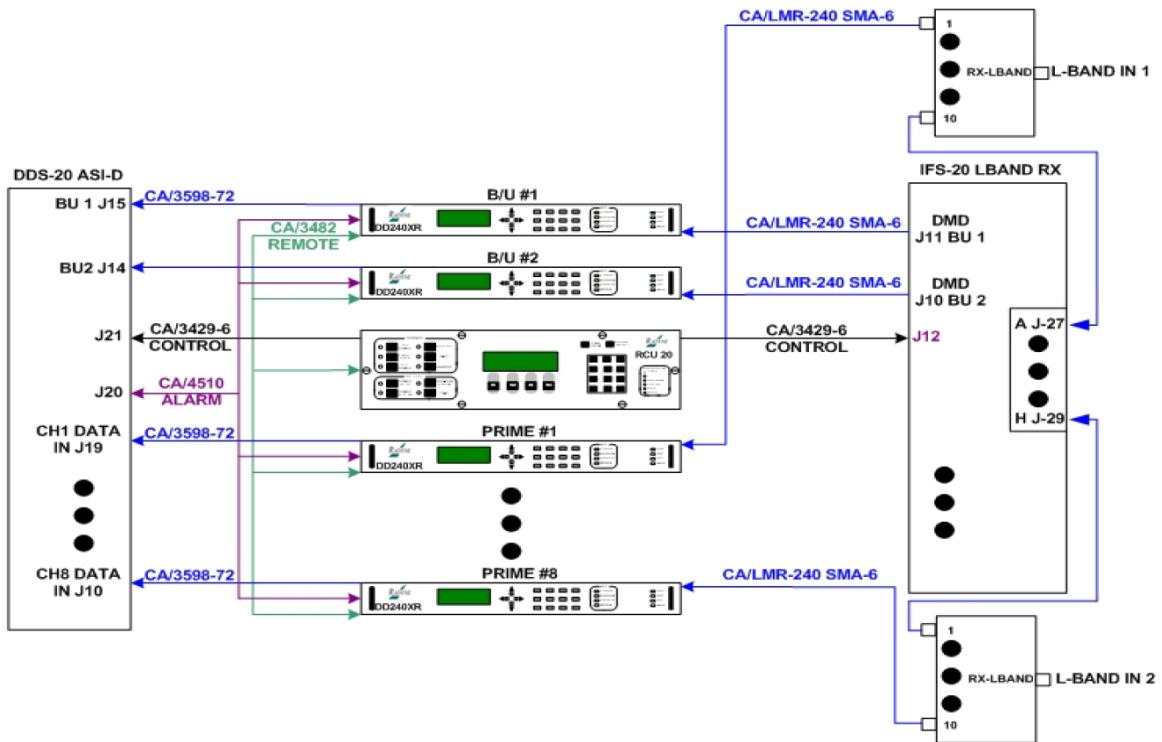 CA/LMR-240 SMA-6
1
RX-LBAND
L-BAND IN 1
10
DDS-20 ASI-D
IFS-20 LBAND RX
BU 1 J15
CA/3598-72
B/U #1
DD240XR
CA/3482
REMOTE
CA/LMR-240 SMA-6
DMD
J11 BU 1
BU2 J14
B/U #2
DD240XR
CA/LMR-240 SMA-6
DMD
J10 BU 2
J21
CA/3429-6
CONTROL
RCU 20
CA/3429-6
CONTROL
J12
A J-27
H J-29
J20
CA/4510
ALARM
CH1 DATA
IN J19
CA/3598-72
PRIME #1
DD240XR
CH8 DATA
IN J10
CA/3598-72
PRIME #8
DD240XR
CA/LMR-240 SMA-6
1
RX-LBAND
L-BAND IN 2
10